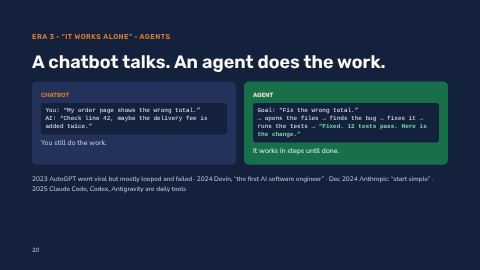 ERA 3 · “IT WORKS ALONE” · AGENTS
A chatbot talks. An agent does the work.
CHATBOT
You: “My order page shows the wrong total.”
AI: “Check line 42, maybe the delivery fee is
added twice.”
You still do the work.
AGENT
Goal: “Fix the wrong total.”
→ opens the files → finds the bug → fixes it →
runs the tests → “Fixed. 12 tests pass. Here is
the change.”
It works in steps until done.
2023 AutoGPT went viral but mostly looped and failed · 2024 Devin, “the first AI software engineer” · Dec 2024 Anthropic: “start simple” ·
2025 Claude Code, Codex, Antigravity are daily tools
20